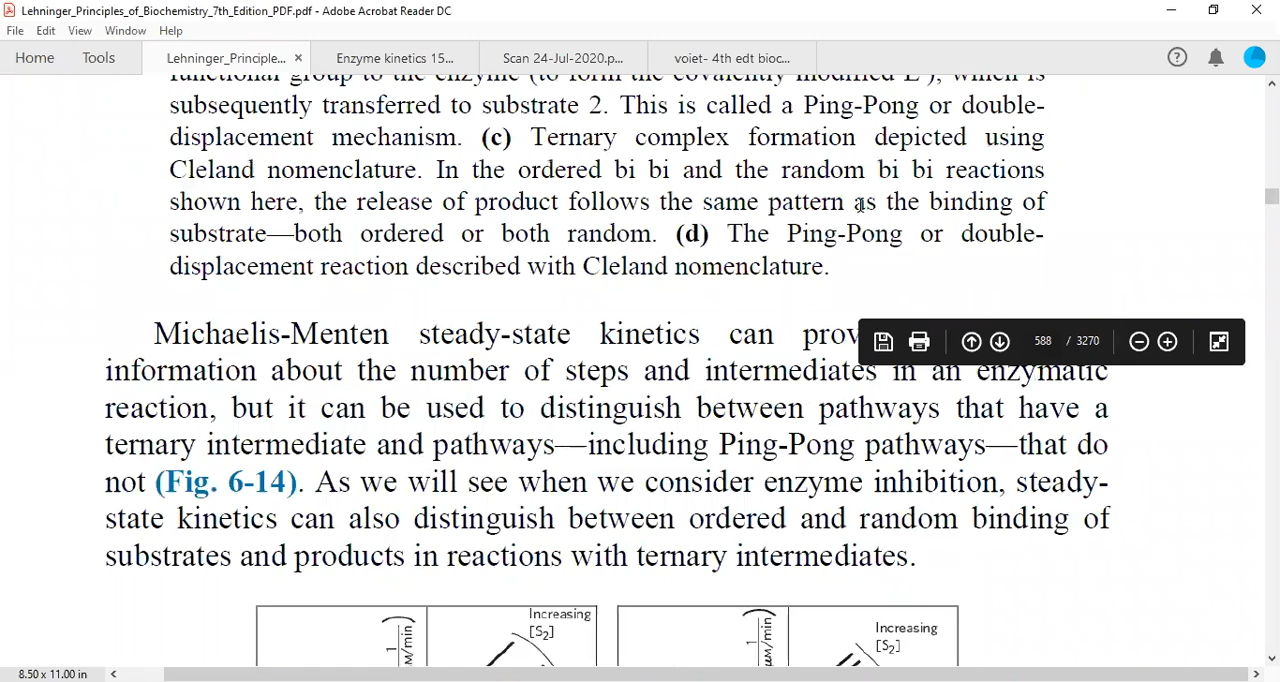 Lehninger_Principles_of_Biochemistry_7th_Edition_PDF.pdf - Adobe Acrobat Reader DC
File Edit View Window Help
Home Tools Lehninger_Principle... × Enzyme kinetics 15... Scan 24-Jul-2020.p... voiet- 4th edt bioc...
functional group to the enzyme (to form the covalently modified E′), which is
subsequently transferred to substrate 2. This is called a Ping-Pong or double-
displacement mechanism. (c) Ternary complex formation depicted using
Cleland nomenclature. In the ordered bi bi and the random bi bi reactions
shown here, the release of product follows the same pattern as the binding of
substrate—both ordered or both random. (d) The Ping-Pong or double-
displacement reaction described with Cleland nomenclature.
Michaelis-Menten steady-state kinetics can prov
588 / 3270
information about the number of steps and intermediates in an enzymatic
reaction, but it can be used to distinguish between pathways that have a
ternary intermediate and pathways—including Ping-Pong pathways—that do
not (Fig. 6-14). As we will see when we consider enzyme inhibition, steady-
state kinetics can also distinguish between ordered and random binding of
substrates and products in reactions with ternary intermediates.
Increasing
[S2]
1
μM/min
Increasing
[S2]
1
μM/min
8.50 x 11.00 in